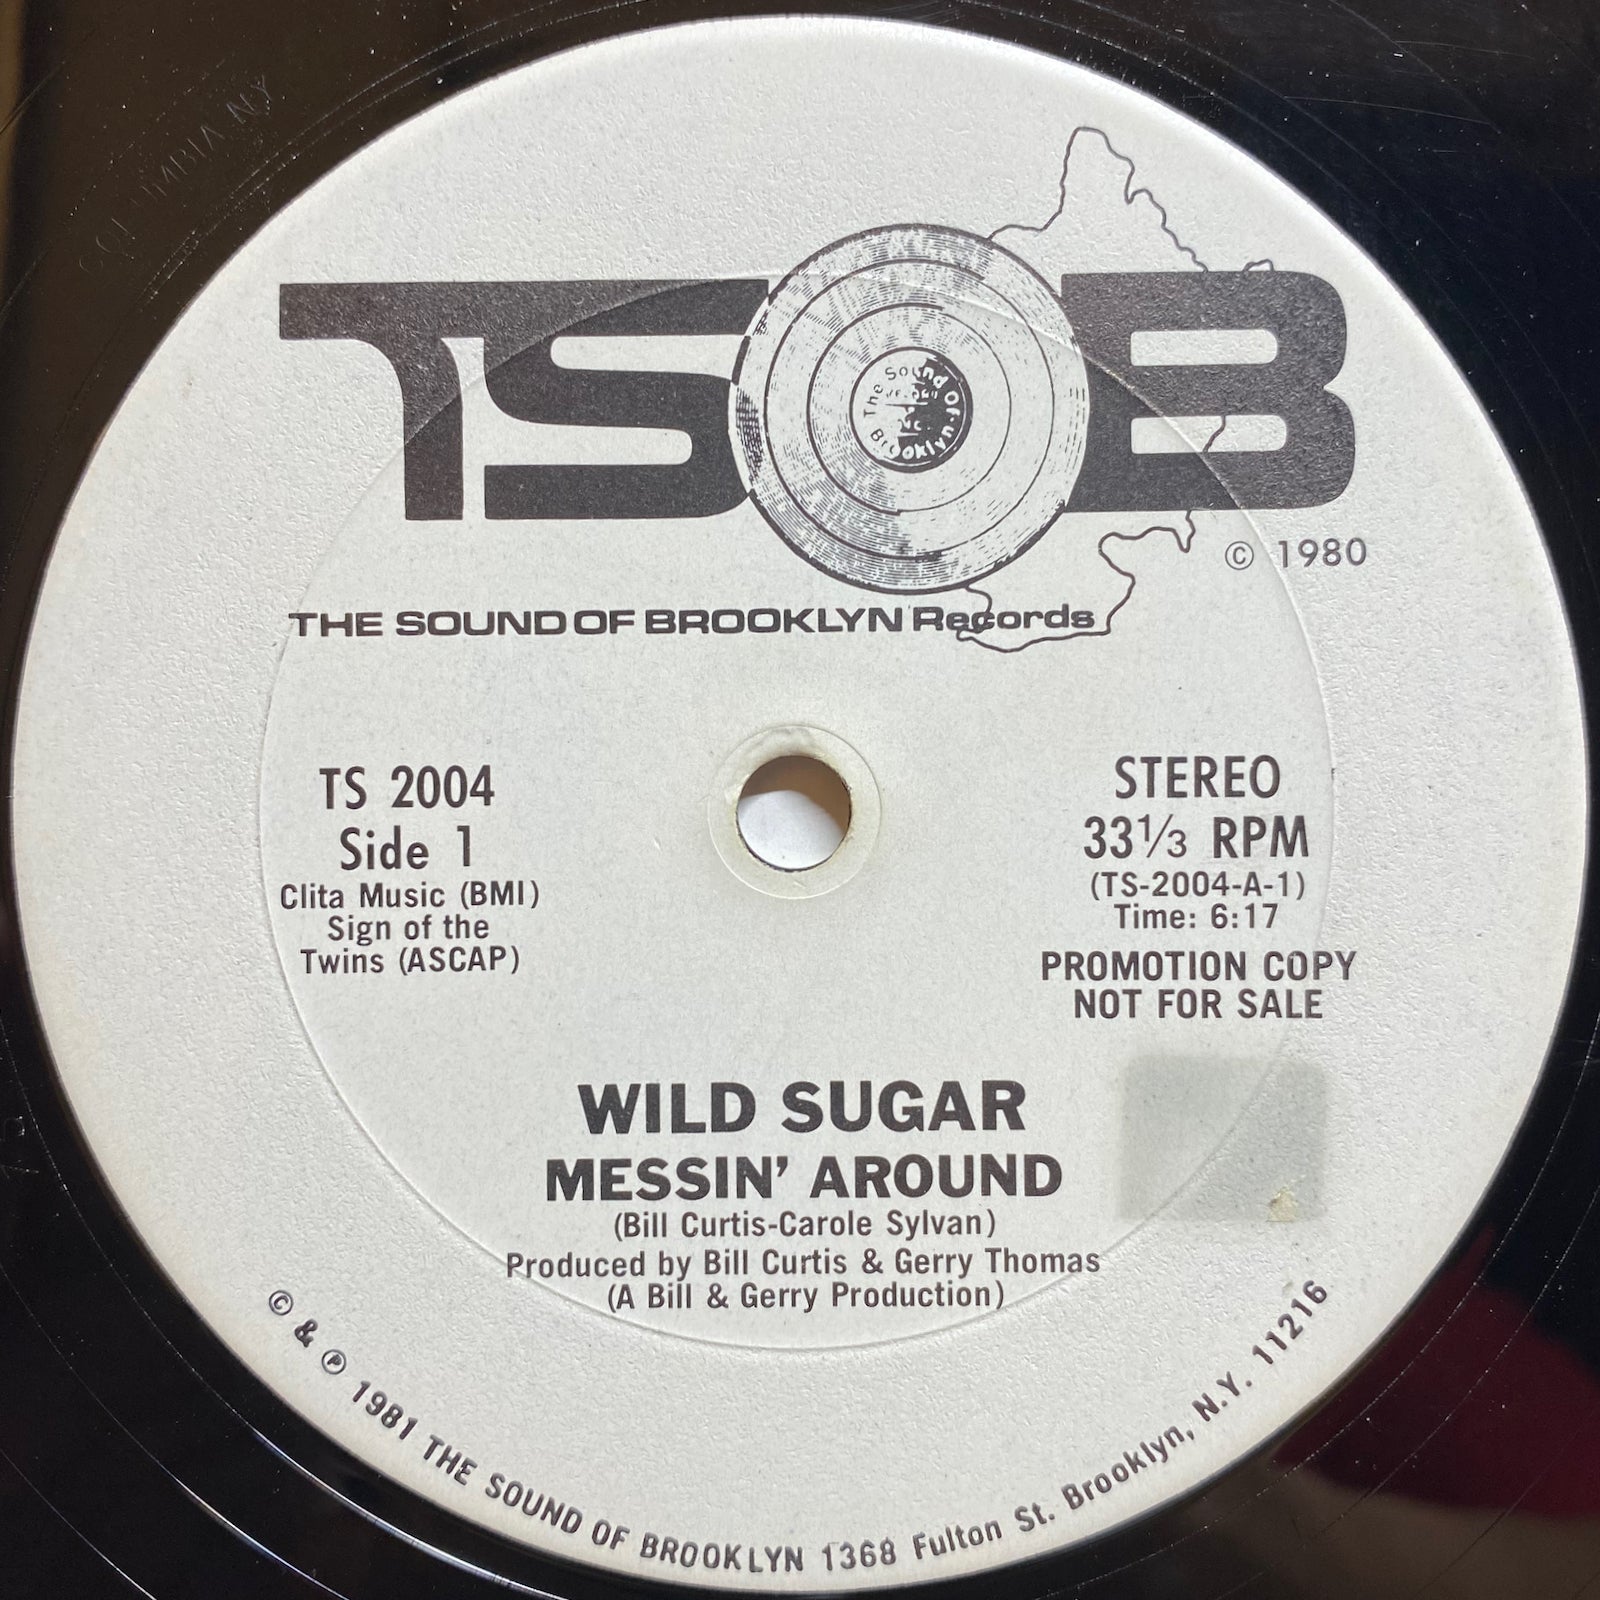 COLUMBIA NY
TSOB
The Sound Of
Brooklyn.
© 1980
THE SOUND OF BROOKLYN Records
TS 2004
Side 1
Clita Music (BMI)
Sign of the
Twins (ASCAP)
STEREO
33⅓ RPM
(TS-2004-A-1)
Time: 6:17
PROMOTION COPY
NOT FOR SALE
WILD SUGAR
MESSIN' AROUND
(Bill Curtis-Carole Sylvan)
Produced by Bill Curtis & Gerry Thomas
(A Bill & Gerry Production)
© & ℗ 1981 THE SOUND OF BROOKLYN 1368 Fulton St. Brooklyn, N.Y. 11216